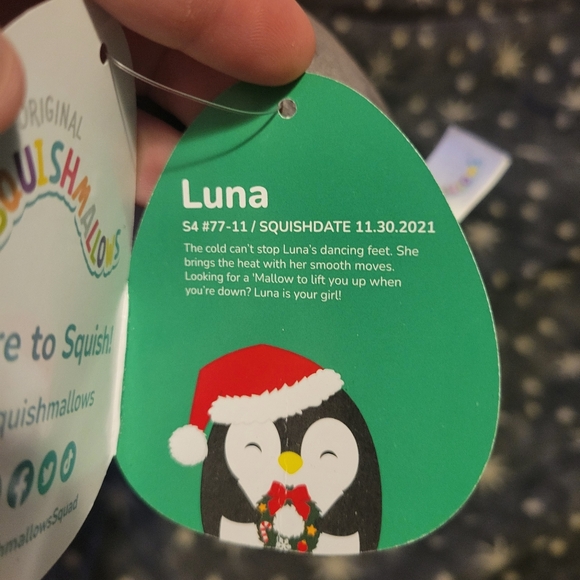 ORIGINAL
SQUISHMALLOWS
re to Squish!
quishmallows
hmallowsSquad
Luna
S4 #77-11 / SQUISHDATE 11.30.2021
The cold can't stop Luna's dancing feet. She
brings the heat with her smooth moves.
Looking for a 'Mallow to lift you up when
you're down? Luna is your girl!